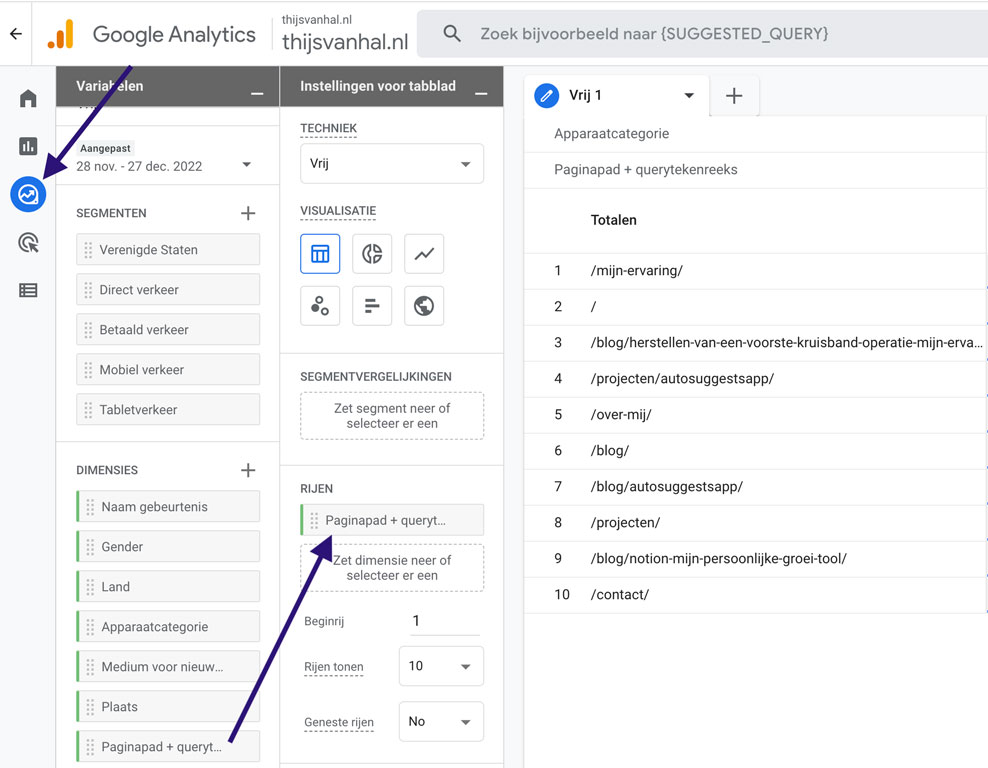 Google Analytics
thijsvanhal.nl
thijsvanhal.nl
Zoek bijvoorbeeld naar {SUGGESTED_QUERY}
Variabelen
Aangepast
28 nov. - 27 dec. 2022
SEGMENTEN
Verenigde Staten
Direct verkeer
Betaald verkeer
Mobiel verkeer
Tabletverkeer
DIMENSIES
Naam gebeurtenis
Gender
Land
Apparaatcategorie
Medium voor nieuw...
Plaats
Paginapad + queryt...
Instellingen voor tabblad
TECHNIEK
Vrij
VISUALISATIE
SEGMENTVERGELIJKINGEN
Zet segment neer of
selecteer er een
RIJEN
Paginapad + queryt...
Zet dimensie neer of
selecteer er een
Beginrij 1
Rijen tonen 10
Geneste rijen No
Vrij 1
Apparaatcategorie
Paginapad + querytekenreeks
Totalen
1 /mijn-ervaring/
2 /
3 /blog/herstellen-van-een-voorste-kruisband-operatie-mijn-erva...
4 /projecten/autosuggestsapp/
5 /over-mij/
6 /blog/
7 /blog/autosuggestsapp/
8 /projecten/
9 /blog/notion-mijn-persoonlijke-groei-tool/
10 /contact/